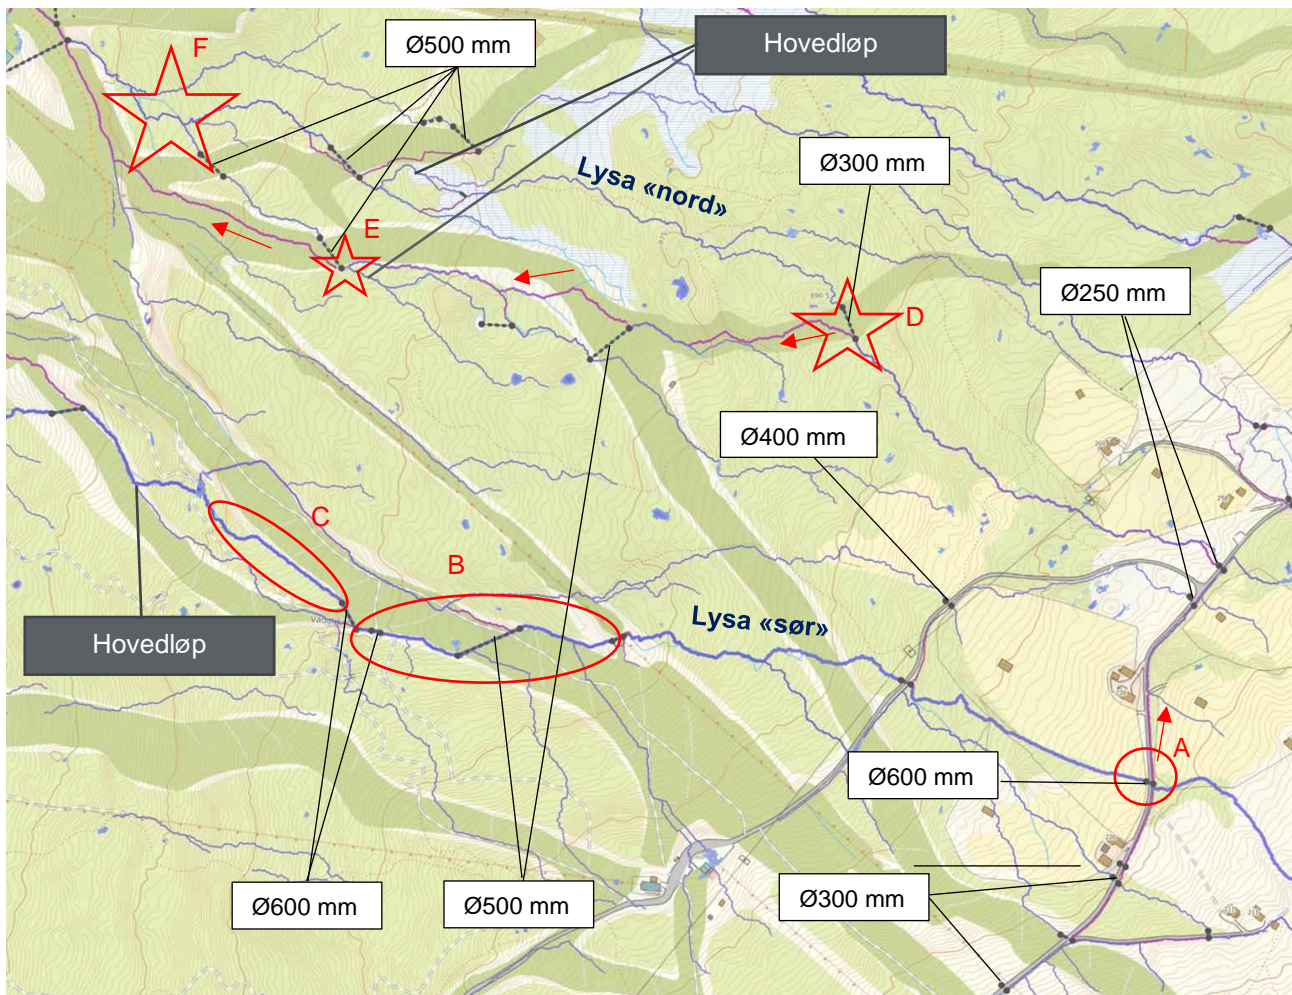 F
Ø500 mm
Hovedløp
Lysa «nord»
Ø300 mm
E
D
Ø250 mm
Ø400 mm
C
B
Lysa «sør»
Hovedløp
A
Ø600 mm
Ø600 mm
Ø500 mm
Ø300 mm